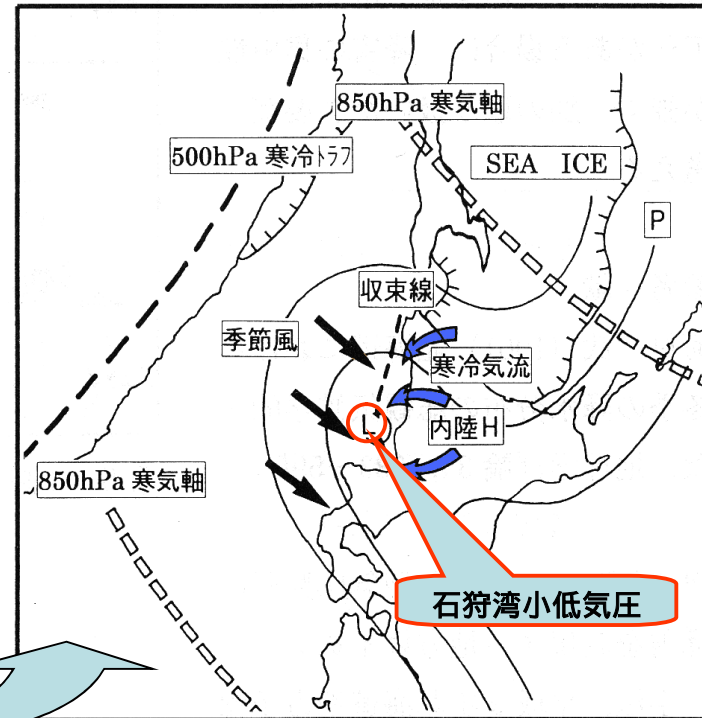 850hPa 寒気軸
500hPa 寒冷トラフ
SEA ICE
P
収束線
季節風
寒冷気流
内陸H
L
850hPa 寒気軸
石狩湾小低気圧